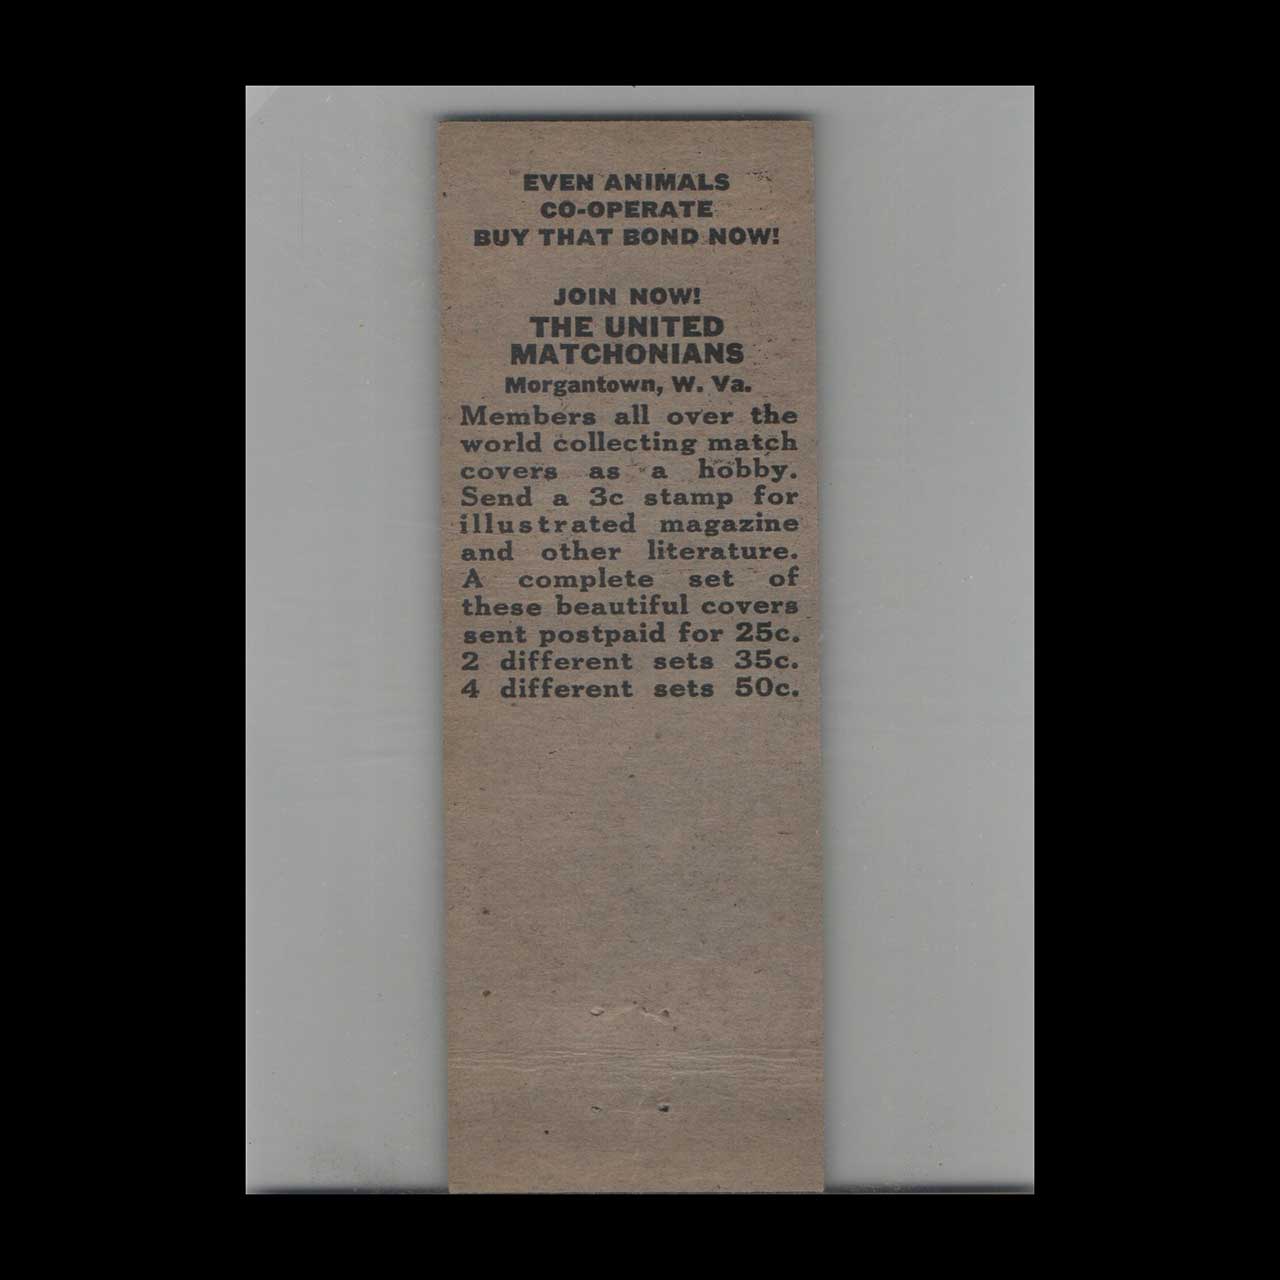 EVEN ANIMALS
CO-OPERATE
BUY THAT BOND NOW!
JOIN NOW!
THE UNITED
MATCHONIANS
Morgantown, W. Va.
Members all over the
world collecting match
covers as a hobby.
Send a 3c stamp for
illustrated magazine
and other literature.
A complete set of
these beautiful covers
sent postpaid for 25c.
2 different sets 35c.
4 different sets 50c.